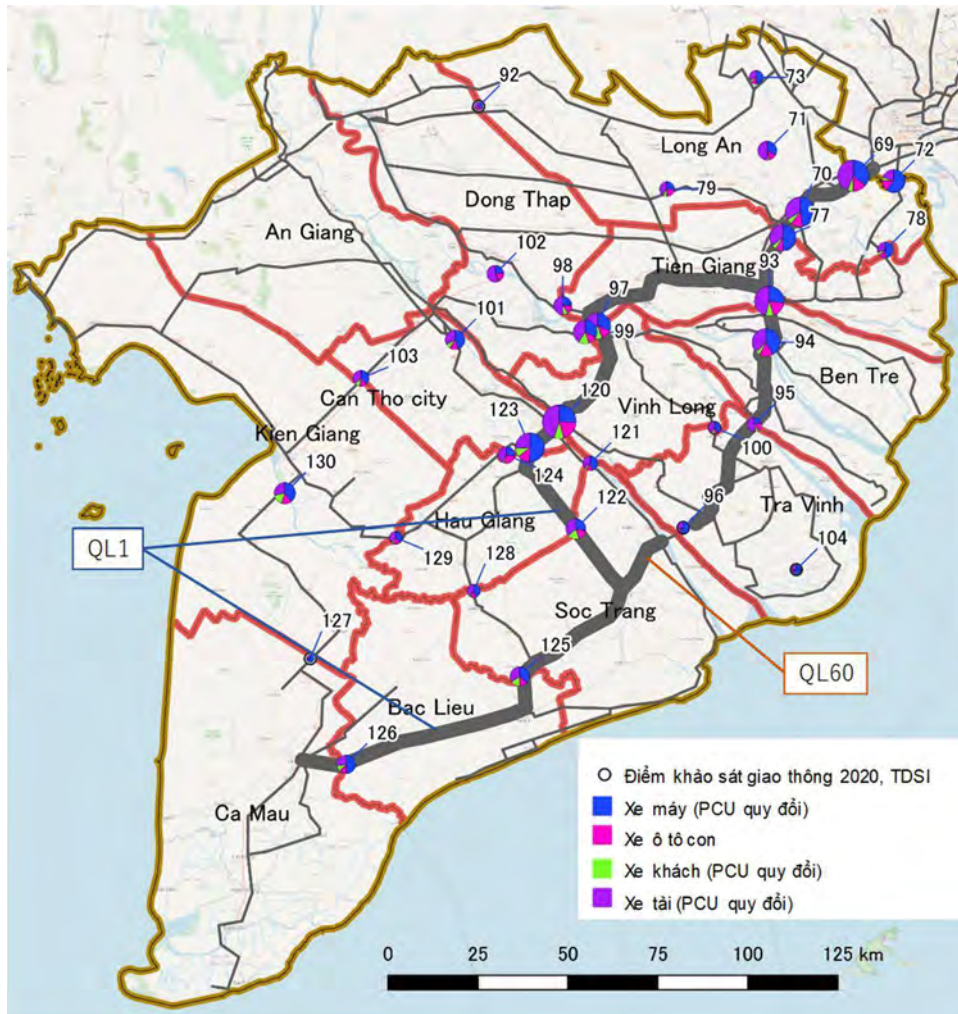 92
73
71
69
72
Long An
70
79
77
Dong Thap
78
An Giang
102
93
98
Tien Giang
97
101
99
94
103
Ben Tre
Can Tho city
120
95
123
Vinh Long
Kien Giang
121
100
130
124
122
96
Tra Vinh
QL1
Hau Giang
104
129
128
Soc Trang
127
125
QL60
Bac Lieu
126
Ca Mau
Điểm khảo sát giao thông 2020, TDSI
Xe máy (PCU quy đổi)
Xe ô tô con
Xe khách (PCU quy đổi)
Xe tải (PCU quy đổi)
0 25 50 75 100 125 km